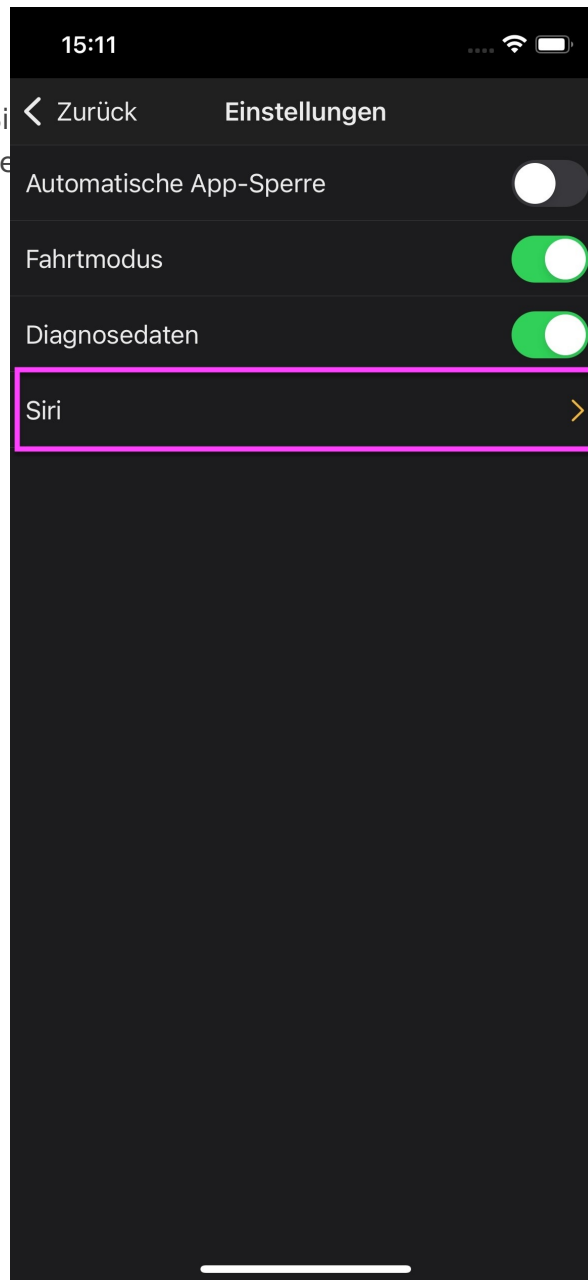 15:11
Zurück
Einstellungen
Automatische App-Sperre
Fahrtmodus
Diagnosedaten
Siri